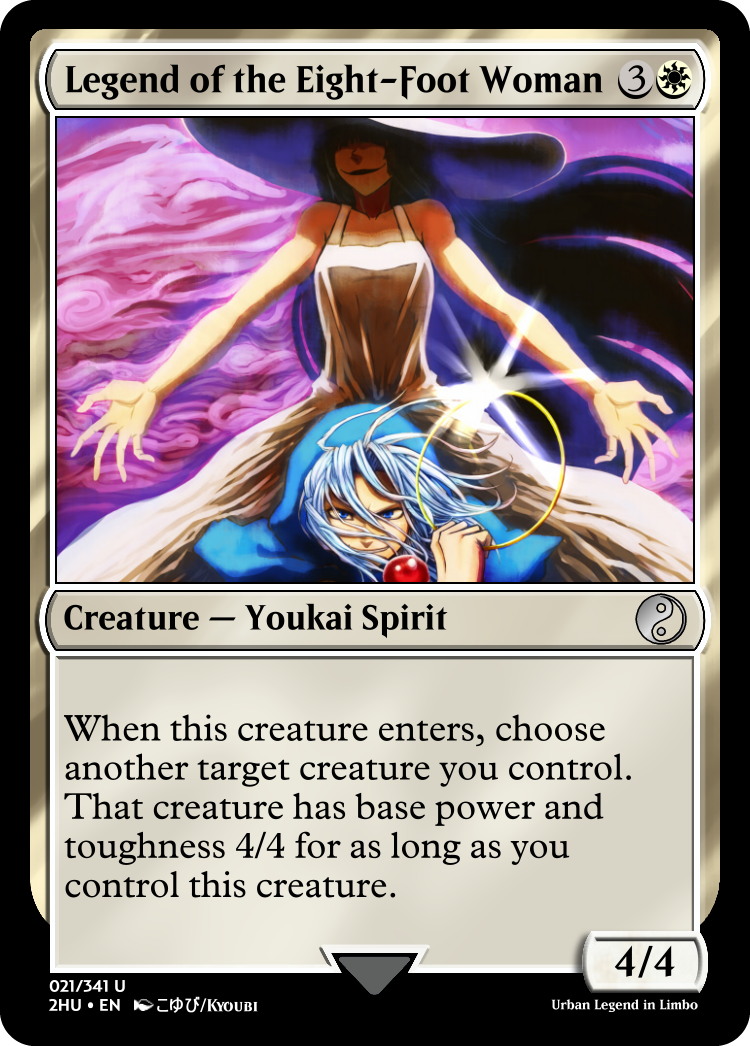 Legend of the Eight-Foot Woman 3
Creature — Youkai Spirit
When this creature enters, choose
another target creature you control.
That creature has base power and
toughness 4/4 for as long as you
control this creature.
4/4
021/341 U
2HU • EN こゆび/Kyoubi
Urban Legend in Limbo